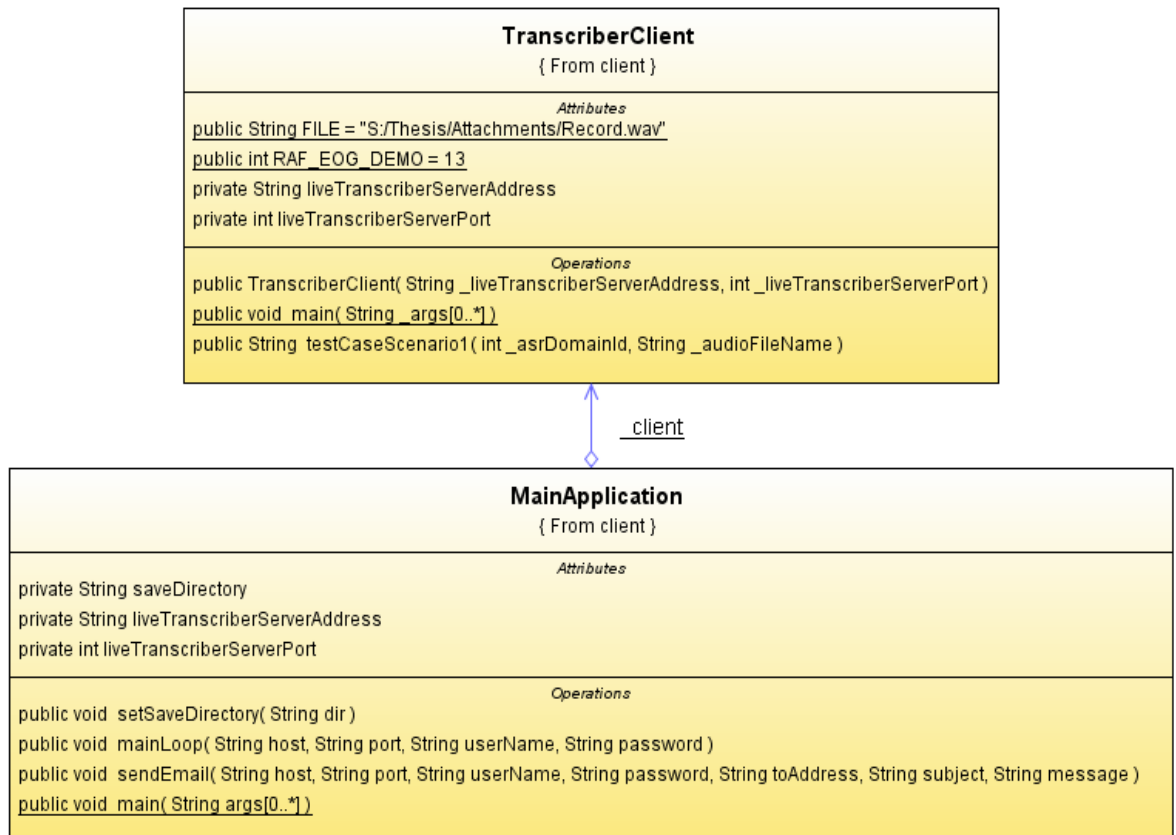 TranscriberClient
{ From client }
Attributes
public String FILE = "S:/Thesis/Attachments/Record.wav"
public int RAF_EOG_DEMO = 13
private String liveTranscriberServerAddress
private int liveTranscriberServerPort
Operations
public TranscriberClient( String _liveTranscriberServerAddress, int _liveTranscriberServerPort )
public void main( String _args[0..*] )
public String testCaseScenario1( int _asrDomainId, String _audioFileName )
_client
MainApplication
{ From client }
Attributes
private String saveDirectory
private String liveTranscriberServerAddress
private int liveTranscriberServerPort
Operations
public void setSaveDirectory( String dir )
public void mainLoop( String host, String port, String userName, String password )
public void sendEmail( String host, String port, String userName, String password, String toAddress, String subject, String message )
public void main( String args[0..*] )